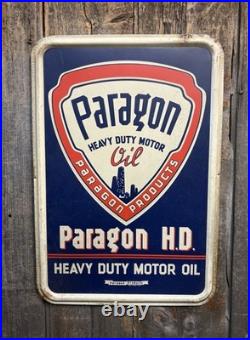 Paragon
HEAVY DUTY MOTOR
Oil
PARAGON PRODUCTS
Paragon H.D.
HEAVY DUTY MOTOR OIL